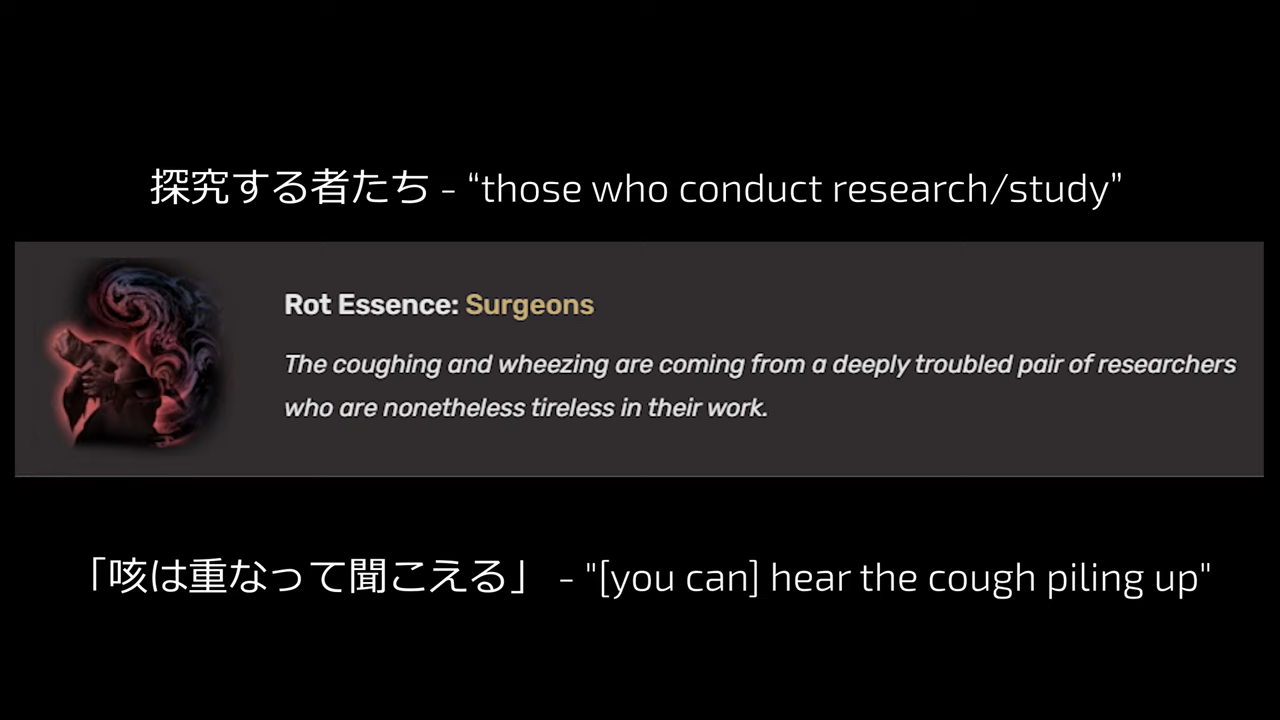 探究する者たち - “those who conduct research/study”
Rot Essence: Surgeons
The coughing and wheezing are coming from a deeply troubled pair of researchers
who are nonetheless tireless in their work.
「咳は重なって聞こえる」 - "[you can] hear the cough piling up"